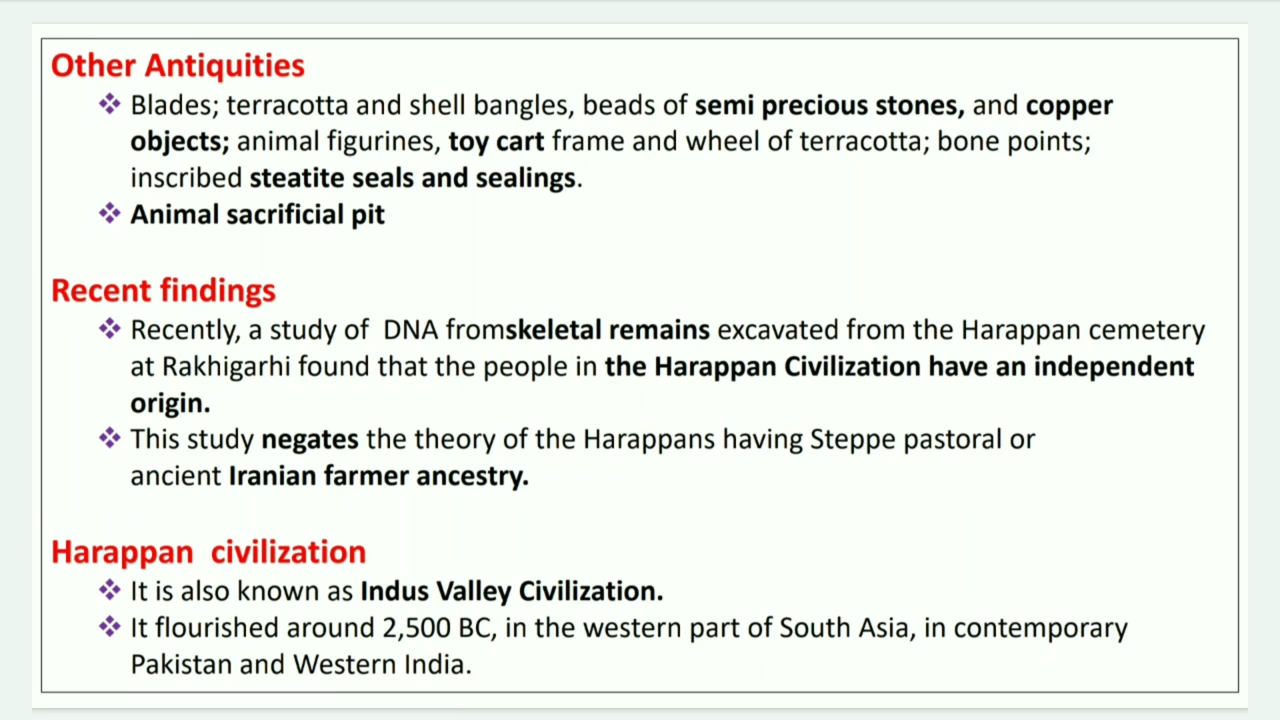 Other Antiquities
❖ Blades; terracotta and shell bangles, beads of semi precious stones, and copper
objects; animal figurines, toy cart frame and wheel of terracotta; bone points;
inscribed steatite seals and sealings.
❖ Animal sacrificial pit
Recent findings
❖ Recently, a study of  DNA fromskeletal remains excavated from the Harappan cemetery
at Rakhigarhi found that the people in the Harappan Civilization have an independent
origin.
❖ This study negates the theory of the Harappans having Steppe pastoral or
ancient Iranian farmer ancestry.
Harappan  civilization
❖ It is also known as Indus Valley Civilization.
❖ It flourished around 2,500 BC, in the western part of South Asia, in contemporary
Pakistan and Western India.